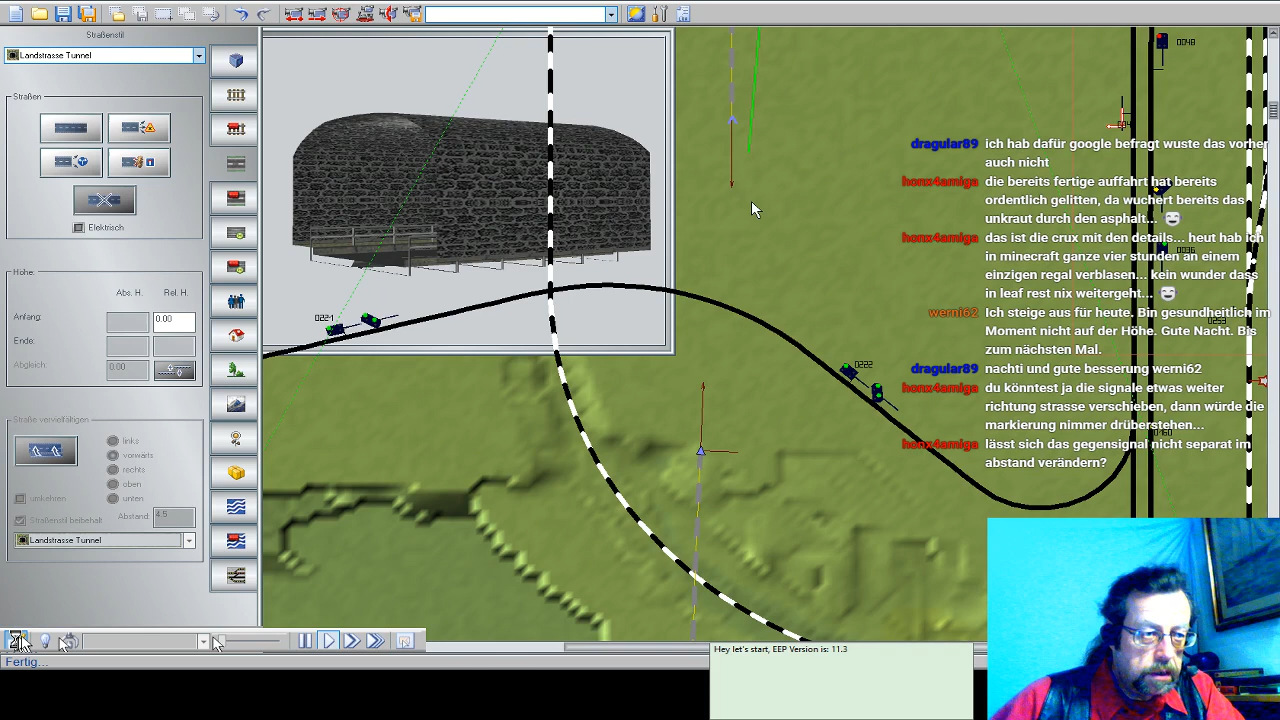 Straßenstil
Landstrasse Tunnel
Straßen
Elektrisch
Höhe:
Abs. H.
Rel. H.
Anfang:
0.00
Ende:
Abgleich:
0.00
Straße vervielfältigen
links
vorwärts
rechts
oben
umkehren
unten
Straßenstil beibehalt
Abstand:
4.5
Landstrasse Tunnel
Fertig...
0221
0222
0048
Hey let's start, EEP Version is: 11.3
dragular89 ich hab dafür google befragt wuste das vorher
auch nicht
honx4amiga die bereits fertige auffahrt hat bereits
ordentlich gelitten, da wuchert bereits das
unkraut durch den asphalt...
honx4amiga das ist die crux mit den details... heut hab ich
in minecraft ganze vier stunden an einem
einzigen regal verblasen... kein wunder dass
in leaf rest nix weitergeht...
werni62 Ich steige aus für heute. Bin gesundheitlich im
Moment nicht auf der Höhe. Gute Nacht. Bis
zum nächsten Mal.
dragular89 nachti und gute besserung werni62
honx4amiga du könntest ja die signale etwas weiter
richtung strasse verschieben, dann würde die
markierung nimmer drüberstehen...
honx4amiga lässt sich das gegensignal nicht separat im
abstand verändern?